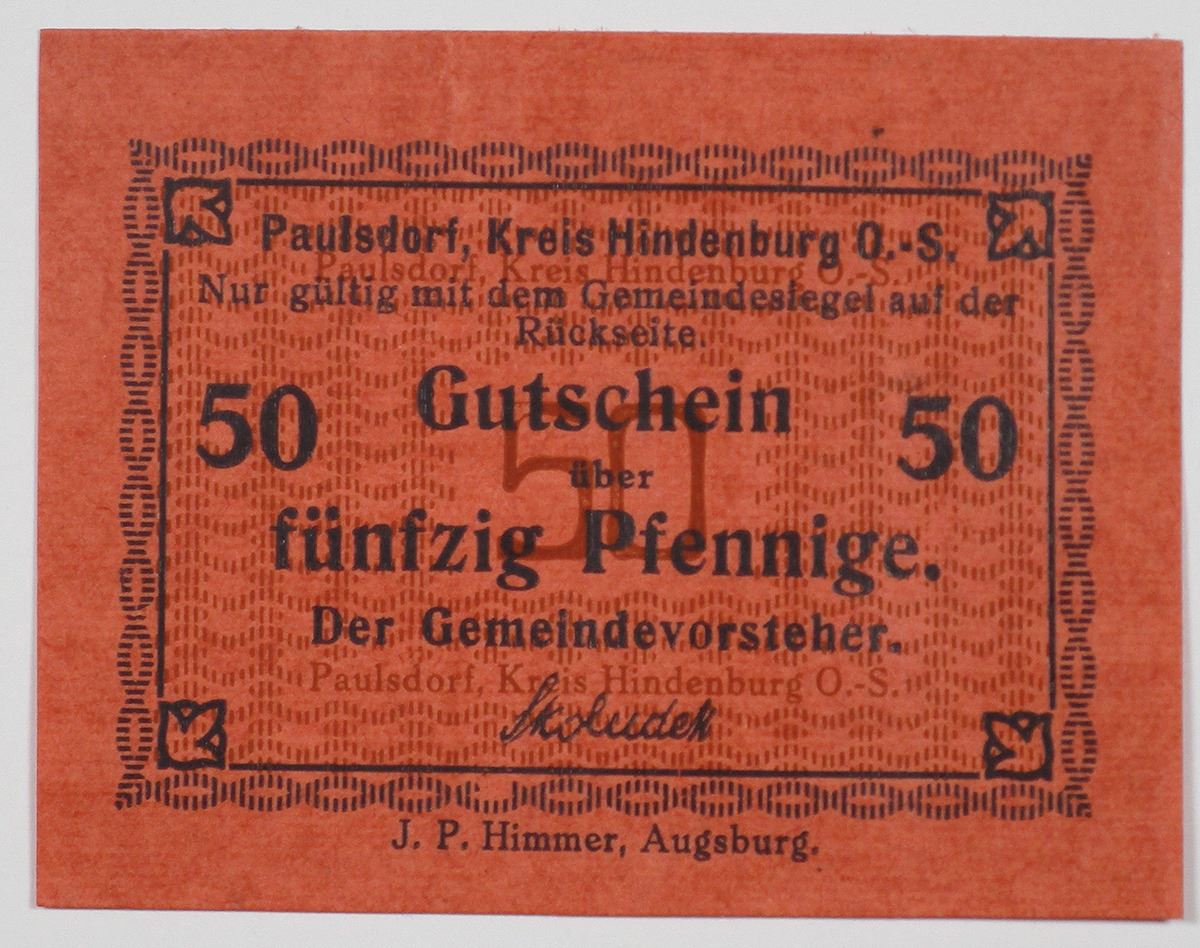 Paulsdorf, Kreis Hindenburg O.-S.
Paulsdorf, Kreis Hindenburg O.-S.
Nur gültig mit dem Gemeindesiegel auf der
Rückseite.
50 Gutschein 50
50
über
fünfzig Pfennige.
Der Gemeindevorsteher.
Paulsdorf, Kreis Hindenburg O.-S.
Skoludek
J. P. Himmer, Augsburg.